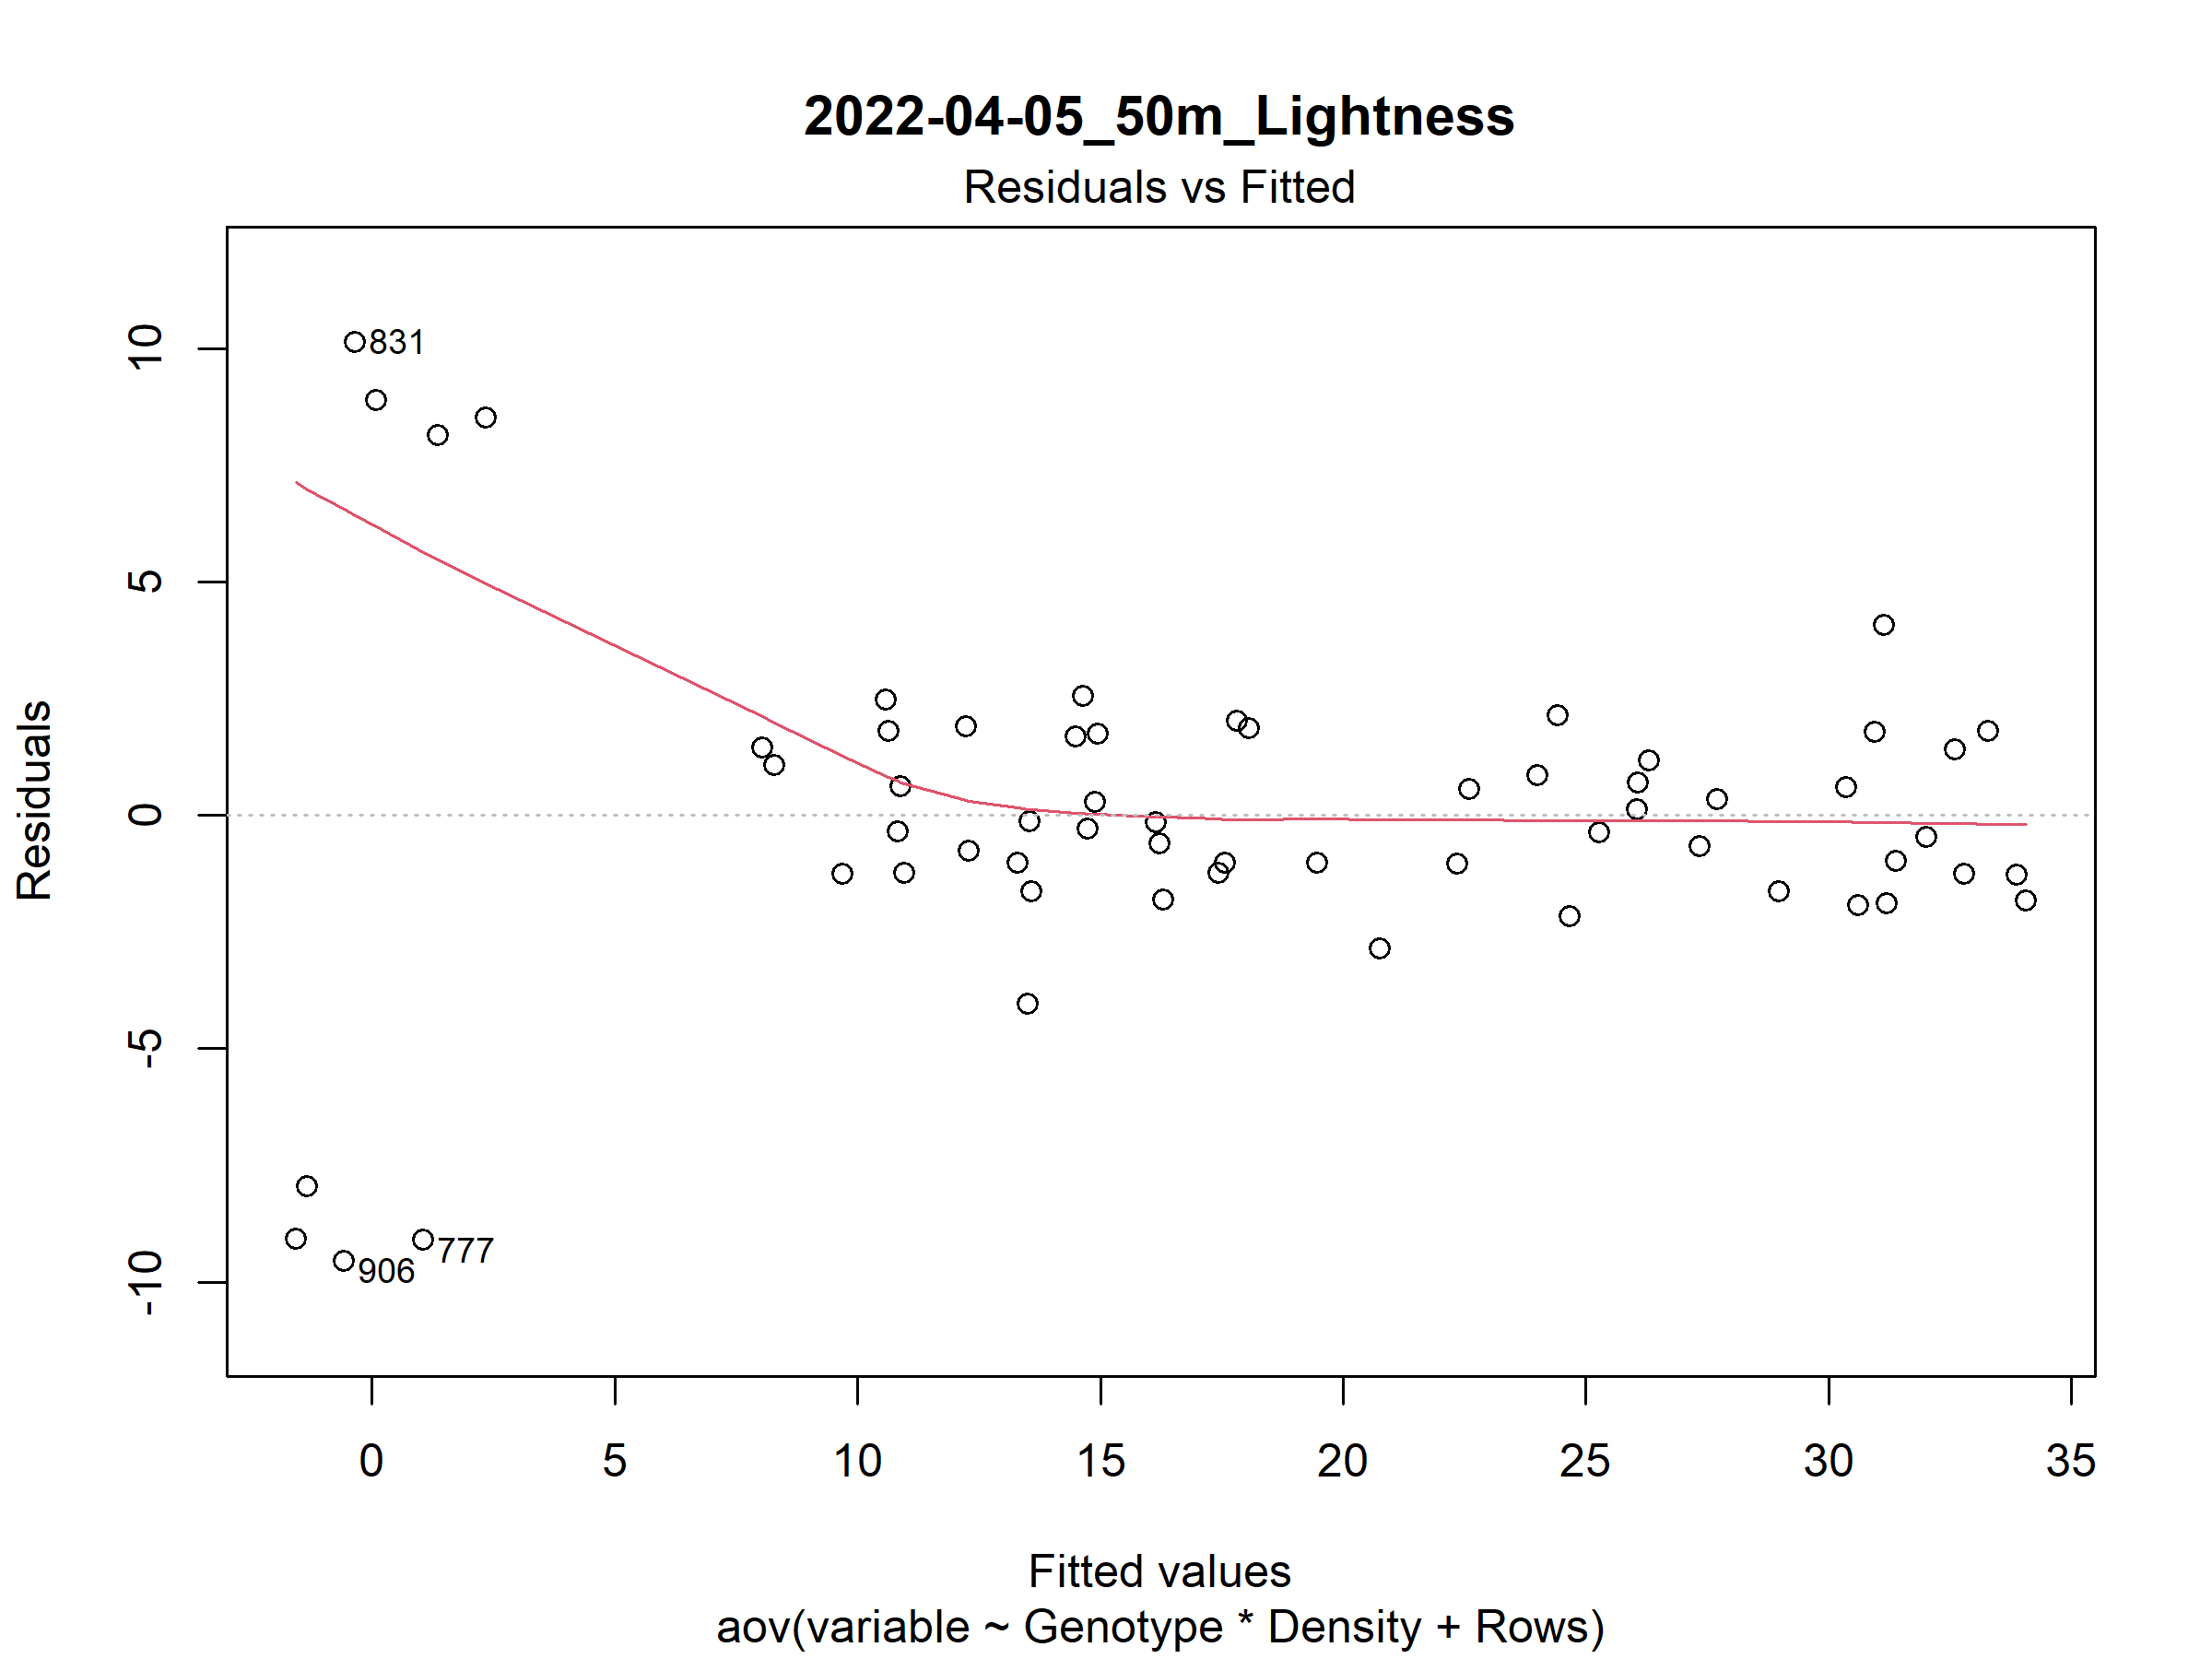 2022-04-05_50m_Lightness
Residuals vs Fitted
Residuals
10
5
0
-5
-10
831
906
777
0 5 10 15 20 25 30 35
Fitted values
aov(variable ~ Genotype * Density + Rows)